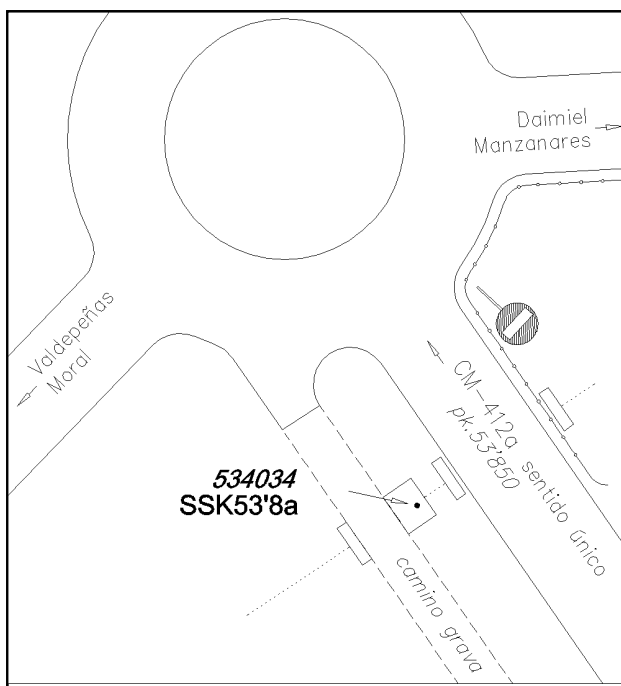 Daimiel
Manzanares
Valdepeñas
Moral
CM-412a sentido único
pk.53'850
534034
SSK53'8a
camino grava